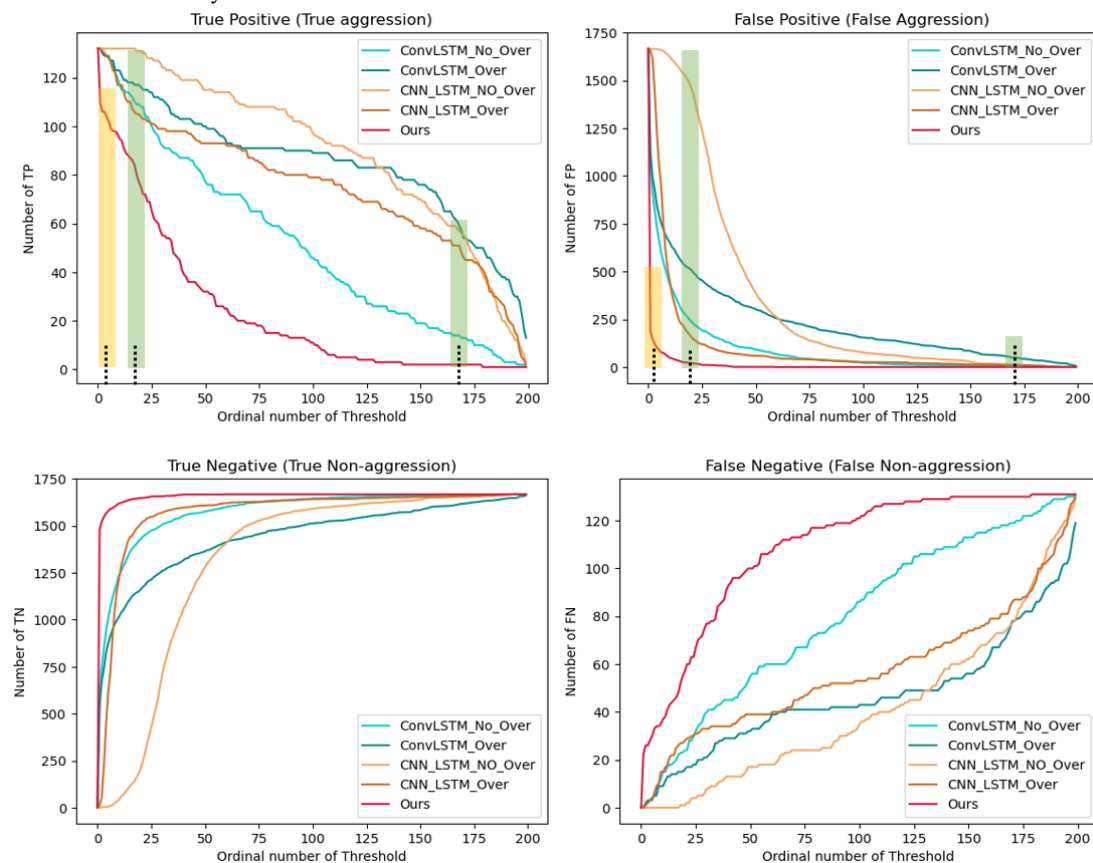 True Positive (True aggression)
120
100
80
60
40
20
0
Number of TP
ConvLSTM_No_Over
ConvLSTM_Over
CNN_LSTM_NO_Over
CNN_LSTM_Over
Ours
0 25 50 75 100 125 150 175 200
Ordinal number of Threshold
False Positive (False Aggression)
1750
1500
1250
1000
750
500
250
0
Number of FP
ConvLSTM_No_Over
ConvLSTM_Over
CNN_LSTM_NO_Over
CNN_LSTM_Over
Ours
0 25 50 75 100 125 150 175 200
Ordinal number of Threshold
True Negative (True Non-aggression)
1750
1500
1250
1000
750
500
250
0
Number of TN
ConvLSTM_No_Over
ConvLSTM_Over
CNN_LSTM_NO_Over
CNN_LSTM_Over
Ours
0 25 50 75 100 125 150 175 200
Ordinal number of Threshold
False Negative (False Non-aggression)
120
100
80
60
40
20
0
Number of FN
ConvLSTM_No_Over
ConvLSTM_Over
CNN_LSTM_NO_Over
CNN_LSTM_Over
Ours
0 25 50 75 100 125 150 175 200
Ordinal number of Threshold